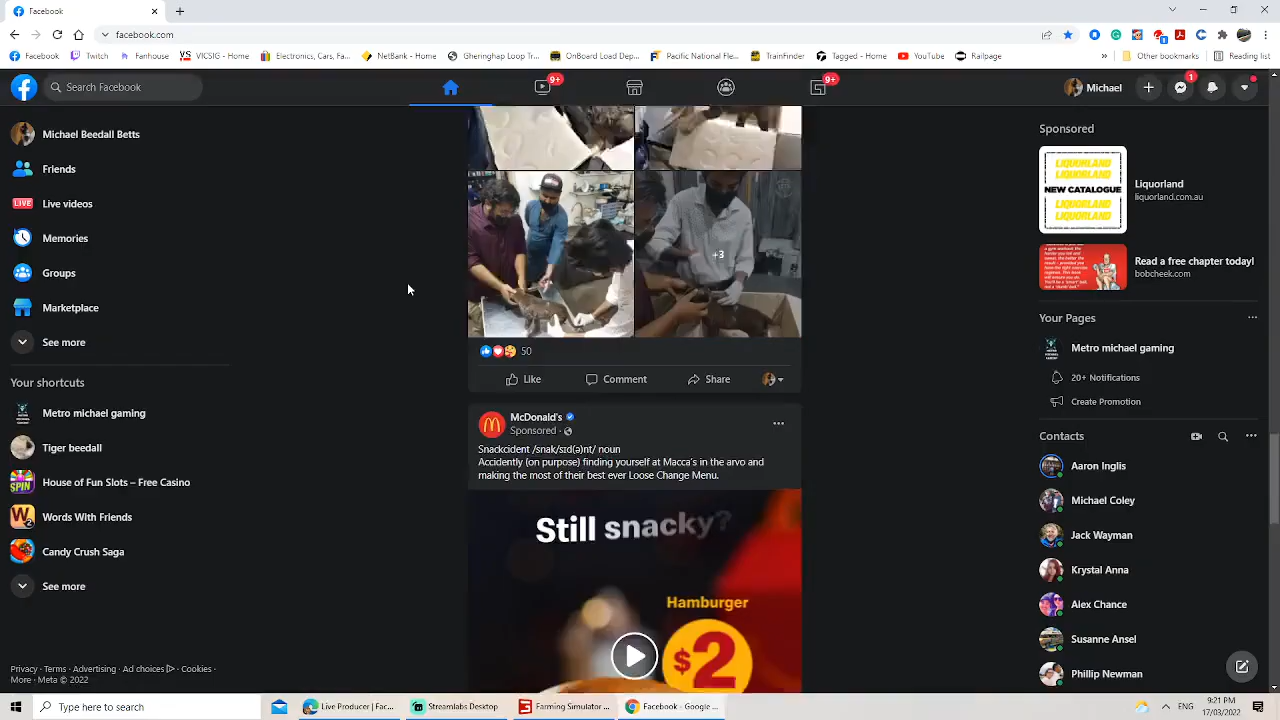 Facebook
facebook.com
Facebook
Twitch
Fanhouse
VICSIG - Home
Electronics, Cars, Fa...
NetBank - Home
Gheringhap Loop Tr...
OnBoard Load Dep...
Pacific National Fle...
TrainFinder
Tagged - Home
YouTube
Railpage
»
Reading list
Search Facebook
9+
9+
Michael
1
Michael Beedall Betts
Friends
LIVE
Live videos
Memories
Groups
Marketplace
See more
Your shortcuts
Metro michael gaming
Tiger beedall
SPIN
House of Fun Slots – Free Casino
Words With Friends
Candy Crush Saga
See more
Privacy · Terms · Advertising · Ad choices · Cookies ·
More · Meta © 2022
+3
50
Like
Comment
Share
McDonald's
Sponsored ·
Snackcident /snak/sɪd(ə)nt/ noun
Accidently (on purpose) finding yourself at Macca's in the arvo and
making the most of their best ever Loose Change Menu.
Still snacky?
Hamburger
$2
Sponsored
LIQUORLAND
LIQUORLAND
NEW CATALOGUE
LIQUORLAND
LIQUORLAND
Liquorland
liquorland.com.au
Read a free chapter today!
Your Pages
Metro michael gaming
20+ Notifications
Create Promotion
Contacts
Aaron Inglis
Michael Coley
Jack Wayman
Krystal Anna
Alex Chance
Susanne Ansel
Phillip Newman
Type here to search
Live Producer | Fac...
Streamlabs Desktop
Farming Simulator ...
Facebook - Google ...
ENG
17/03/2022